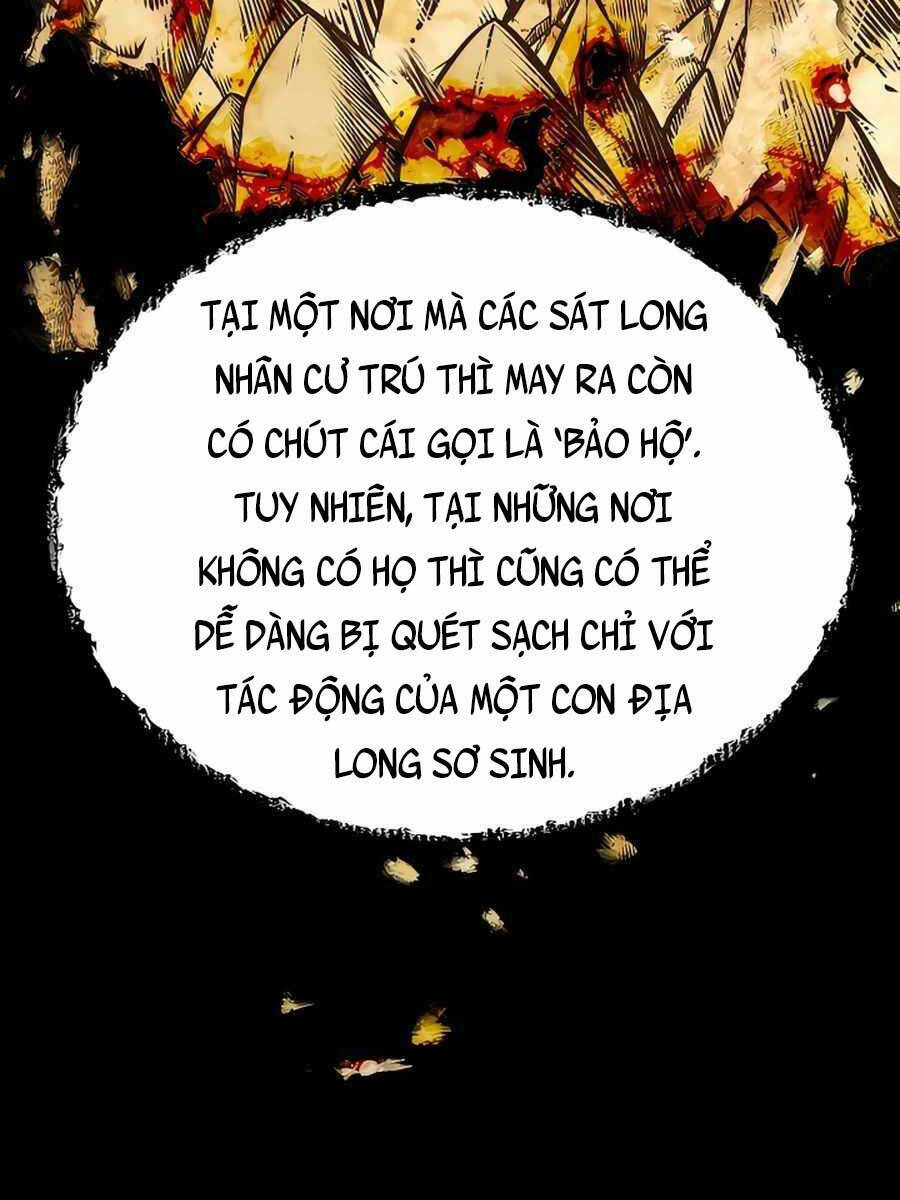 TẠI MỘT NƠI MÀ CÁC SÁT LONG
NHÂN CƯ TRÚ THÌ MAY RA CÒN
CÓ CHÚT CÁI GỌI LÀ 'BẢO HỘ'.
TUY NHIÊN, TẠI NHỮNG NƠI
KHÔNG CÓ HỌ THÌ CŨNG CÓ THỂ
DỄ DÀNG BỊ QUÉT SẠCH CHỈ VỚI
TÁC ĐỘNG CỦA MỘT CON ĐỊA
LONG SƠ SINH.